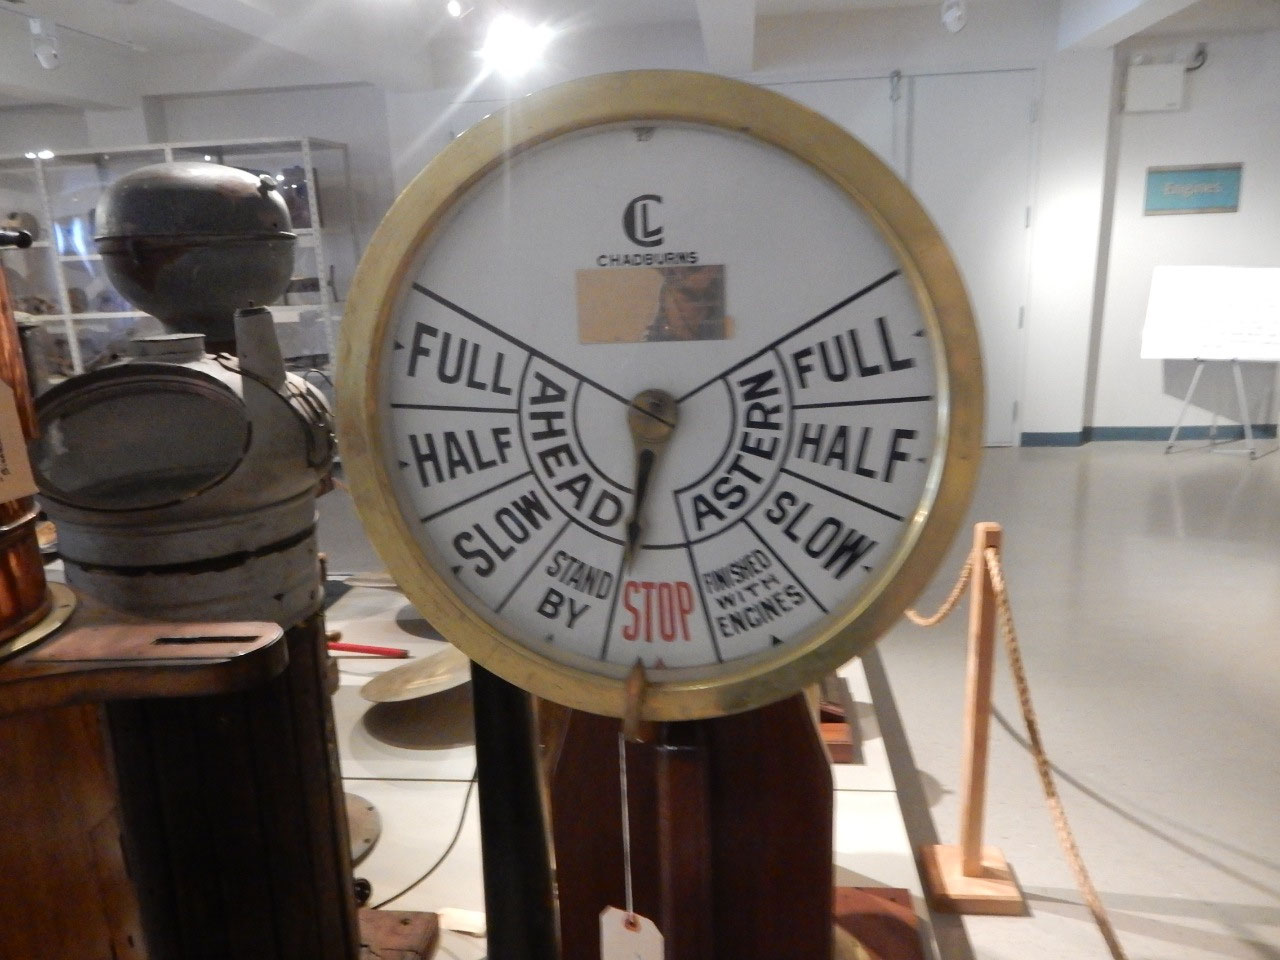 CL
CHADBURNS
FULL
HALF
SLOW
AHEAD
STAND
BY
STOP
FINISHED
WITH
ENGINES
ASTERN
SLOW
HALF
FULL
Engines